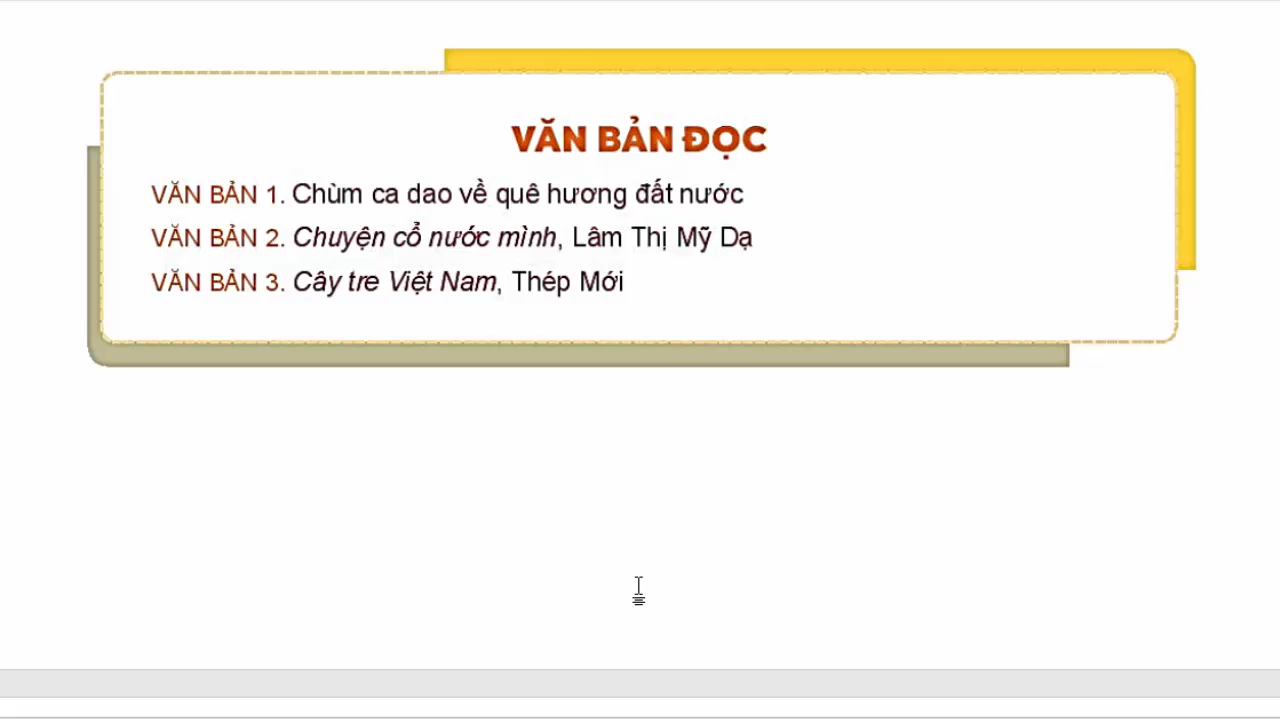 VĂN BẢN ĐỌC
VĂN BẢN 1. Chùm ca dao về quê hương đất nước
VĂN BẢN 2. Chuyện cổ nước mình, Lâm Thị Mỹ Dạ
VĂN BẢN 3. Cây tre Việt Nam, Thép Mới